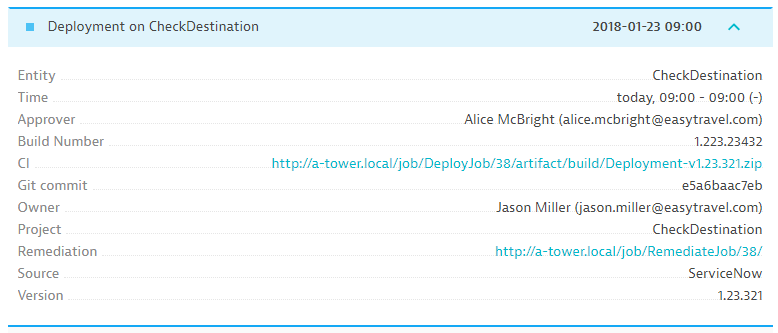 Deployment on CheckDestination 2018-01-23 09:00
Entity CheckDestination
Time today, 09:00 - 09:00 (-)
Approver Alice McBright (alice.mcbright@easytravel.com)
Build Number 1.223.23432
CI http://a-tower.local/job/DeployJob/38/artifact/build/Deployment-v1.23.321.zip
Git commit e5a6baac7eb
Owner Jason Miller (jason.miller@easytravel.com)
Project CheckDestination
Remediation http://a-tower.local/job/RemediateJob/38/
Source ServiceNow
Version 1.23.321